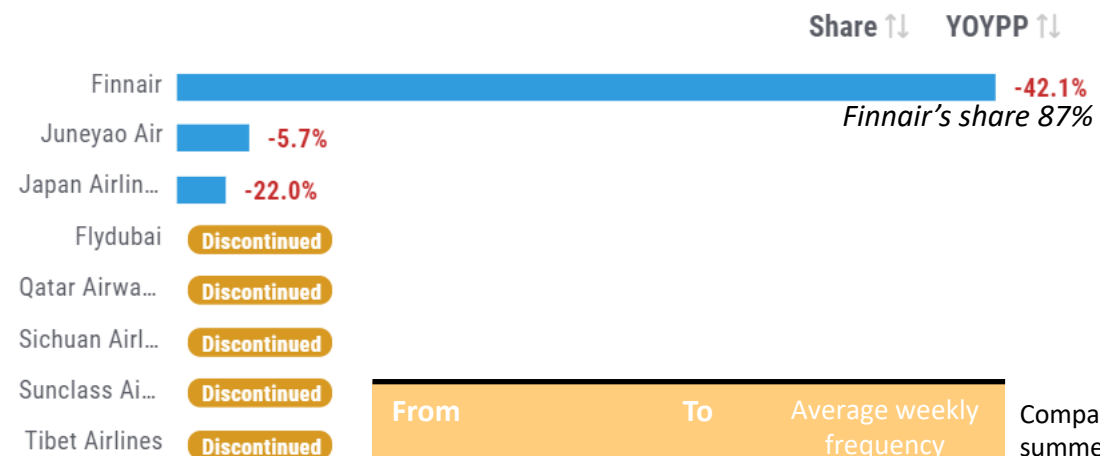 Share ↑↓ YOYPP ↑↓
Finnair -42.1%
Finnair’s share 87%
Juneyao Air -5.7%
Japan Airlin... -22.0%
Flydubai Discontinued
Qatar Airwa... Discontinued
Sichuan Airl... Discontinued
Sunclass Ai... Discontinued
Tibet Airlines Discontinued
From To Average weekly
frequency
Compa
summe